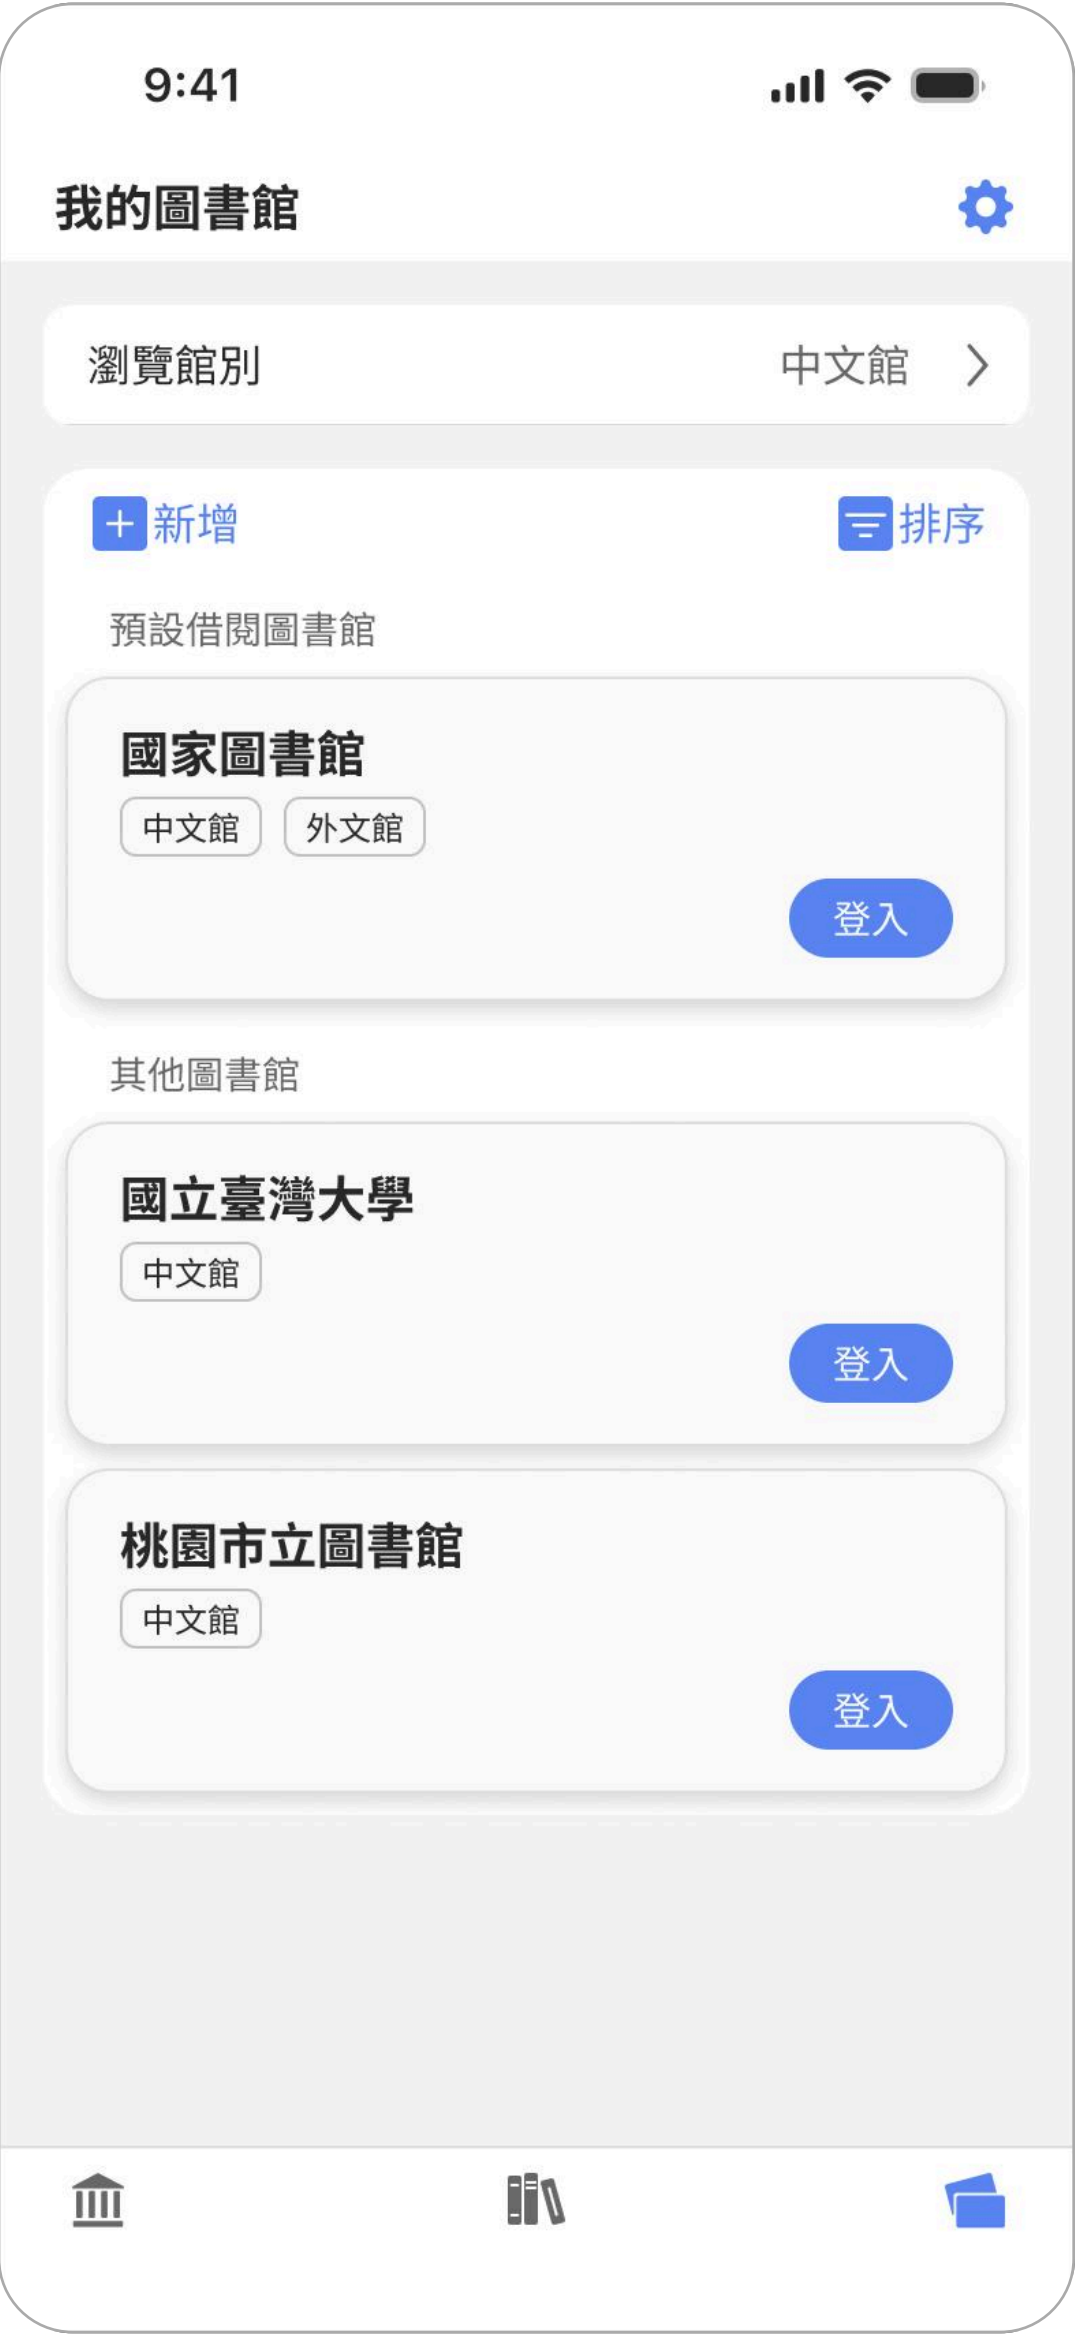 9:41
我的圖書館
瀏覽館別 中文館
新增 排序
預設借閱圖書館
國家圖書館
中文館 外文館
登入
其他圖書館
國立臺灣大學
中文館
登入
桃園市立圖書館
中文館
登入